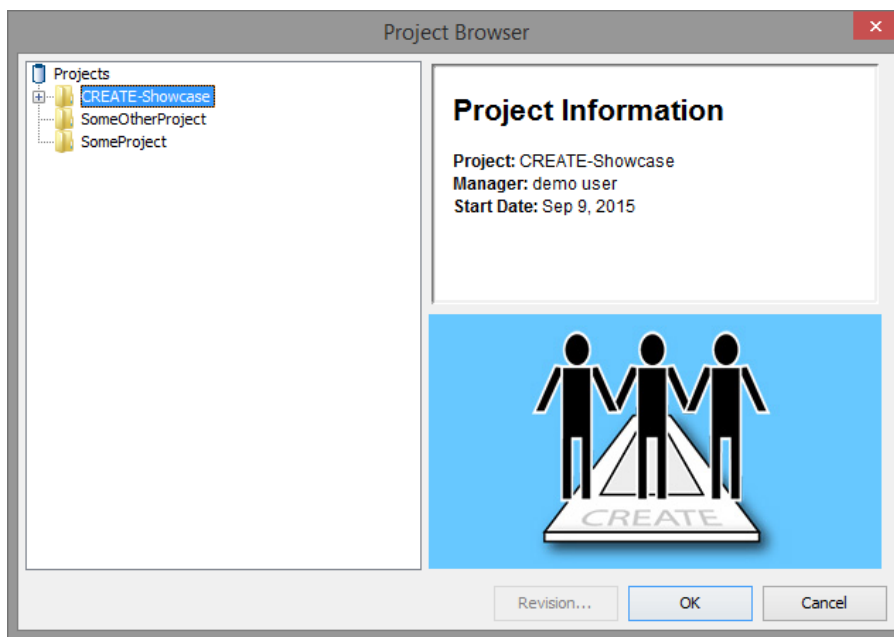 Project Browser
Projects
CREATE-Showcase
SomeOtherProject
SomeProject
Project Information
Project: CREATE-Showcase
Manager: demo user
Start Date: Sep 9, 2015
CREATE
Revision...
OK
Cancel